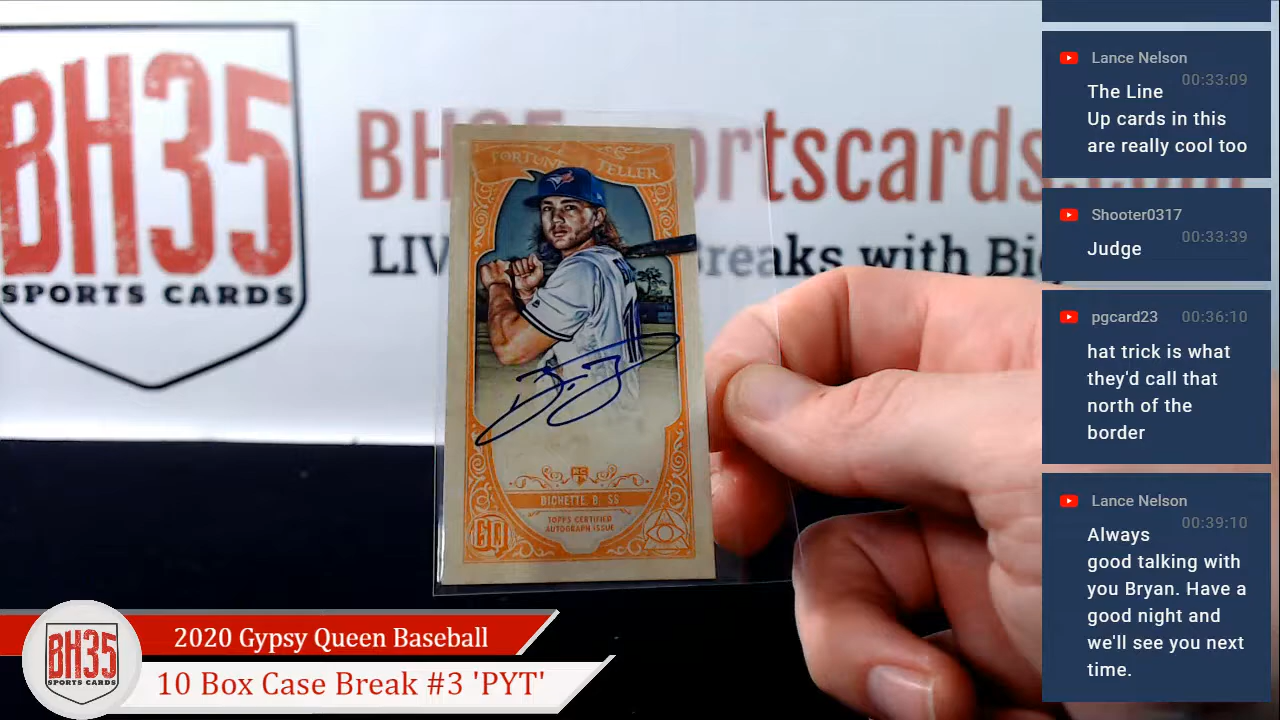 BH35
SPORTS CARDS
LIV
reaks with Bi
FORTUNE TELLER
RC
BICHETTE B. SS
TOPPS CERTIFIED
AUTOGRAPH ISSUE
GQ
Lance Nelson
00:33:09
The Line
Up cards in this
are really cool too
Shooter0317
00:33:39
Judge
pgcard23 00:36:10
hat trick is what
they'd call that
north of the
border
Lance Nelson
00:39:10
Always
good talking with
you Bryan. Have a
good night and
we'll see you next
time.
2020 Gypsy Queen Baseball
10 Box Case Break #3 'PYT'
BH35
SPORTS CARDS